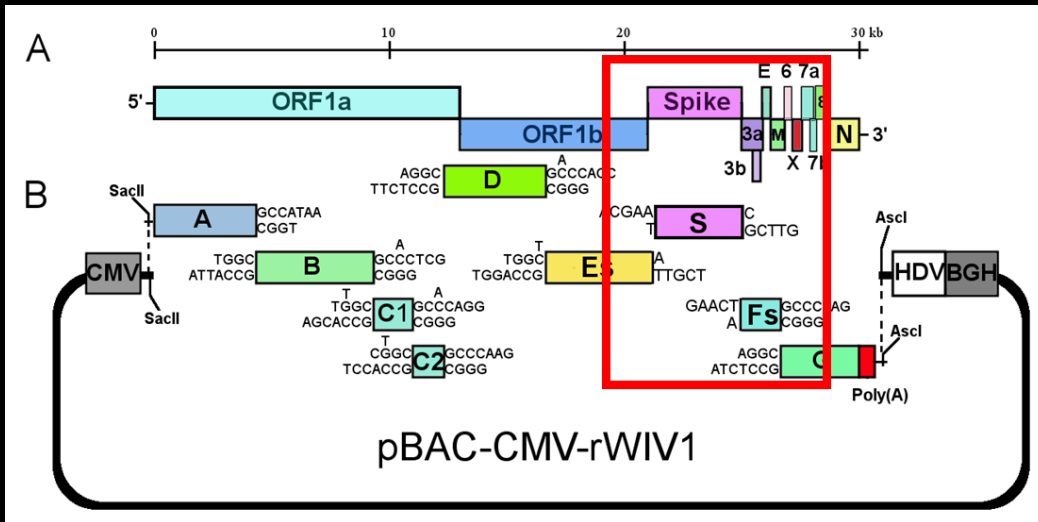 A
0 10 20 30 kb
E 6 7a
5' ORF1a Spike 8
ORF1b 3a M N 3'
3b X 7b
B
D
A
AGGC
TTCTCCG CGGG
SacII
A
GCCATAA
CGGT
ACGAA S C
T GCTTG
AscI
CMV
SacII
B
A
TGGC GCCCTCG
ATTACCG CGGG
Es
T
TGGC A
TGGACCG TTGCT
HDV BGH
C1
T A
TGGC GCCCAGG
AGCACCG CGGG
Fs
GAACT
A CGGG
AscI
C2
T
CGGC GCCCAAG
TCCACCG CGGG
AGGC G
ATCTCCG
Poly(A)
pBAC-CMV-rWIV1